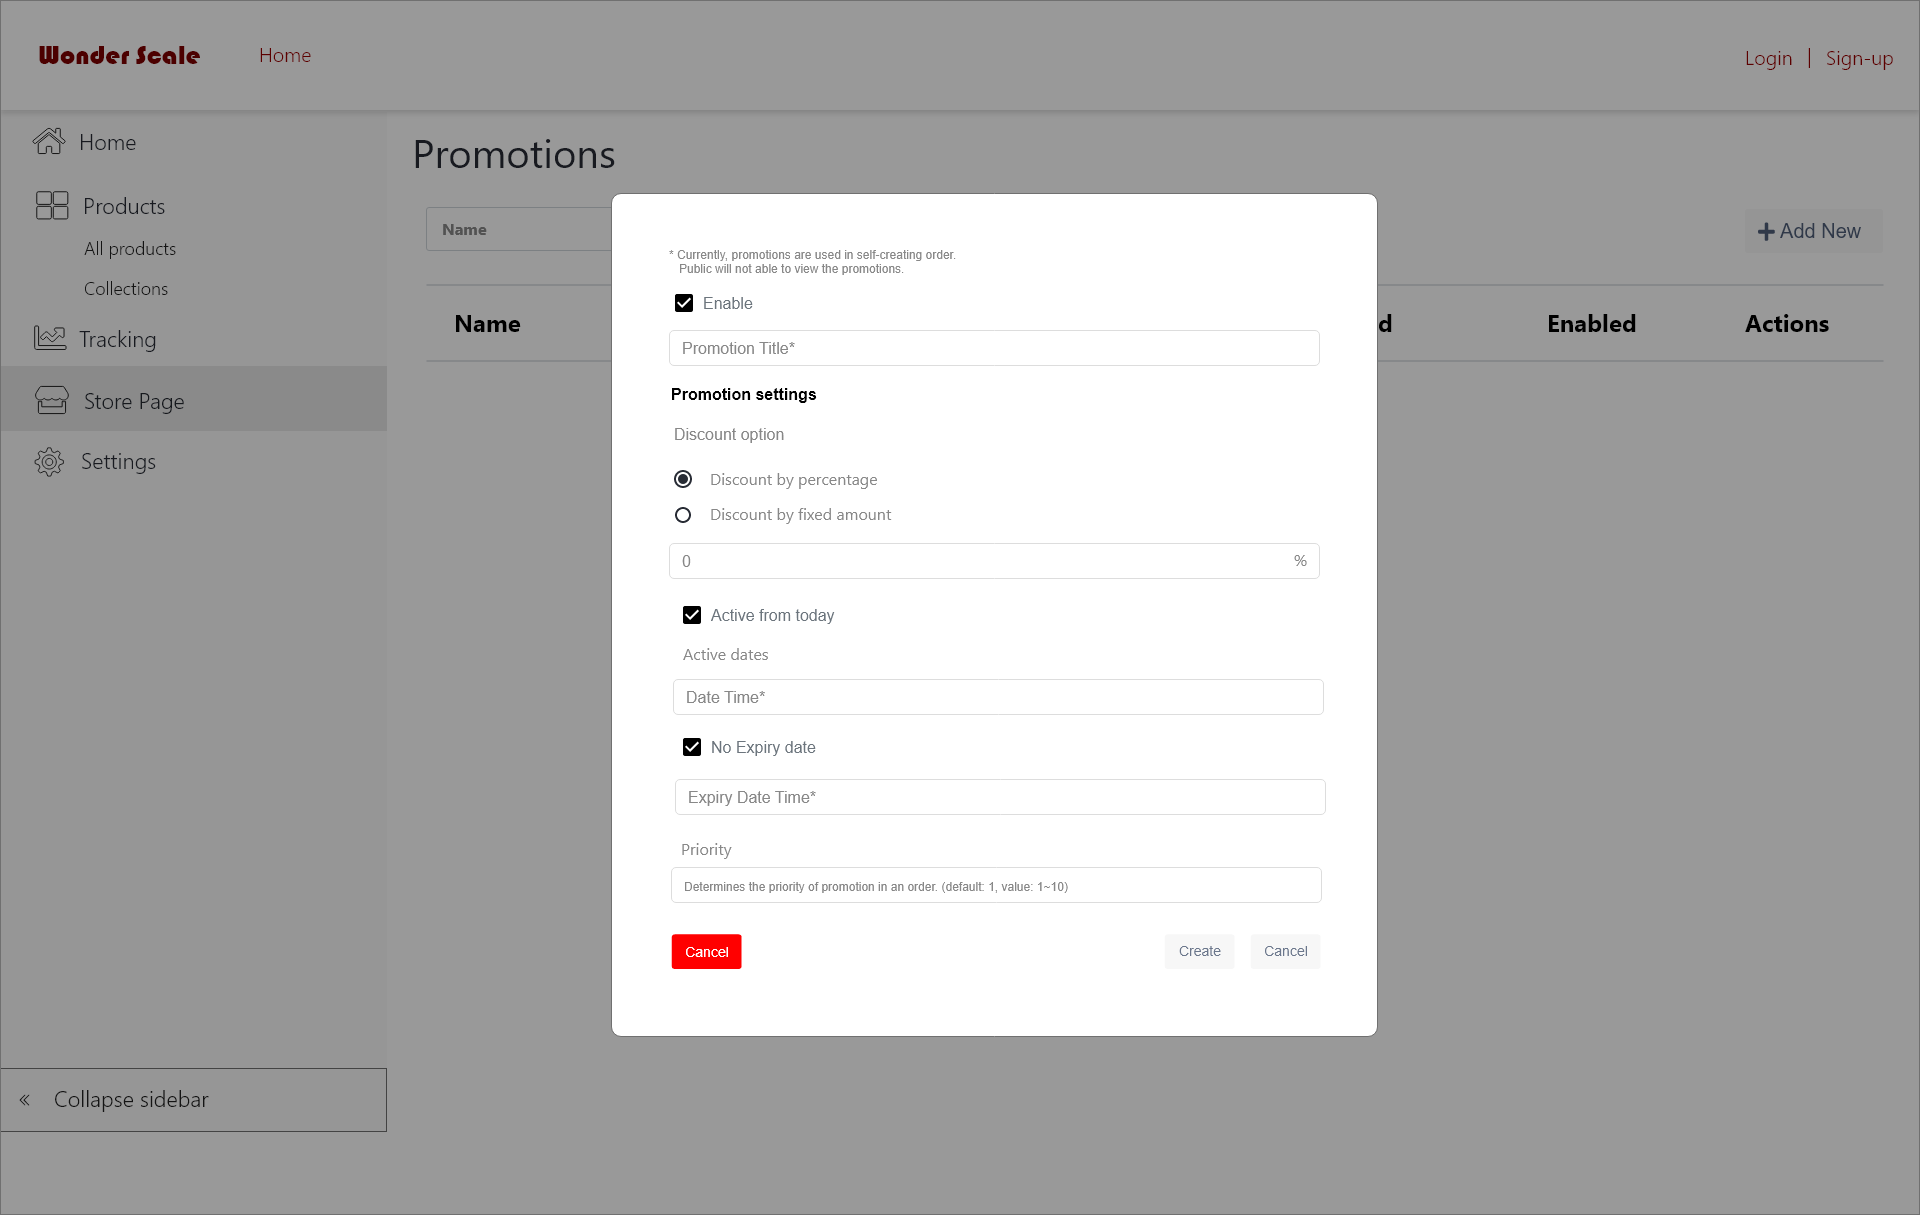 Wonder Scale
Home
Login | Sign-up
Home
Products
All products
Collections
Tracking
Store Page
Settings
« Collapse sidebar
Promotions
Name
Add New
Name
d
Enabled
Actions
* Currently, promotions are used in self-creating order.
Public will not able to view the promotions.
Enable
Promotion Title*
Promotion settings
Discount option
Discount by percentage
Discount by fixed amount
0 %
Active from today
Active dates
Date Time*
No Expiry date
Expiry Date Time*
Priority
Determines the priority of promotion in an order. (default: 1, value: 1~10)
Cancel
Create
Cancel